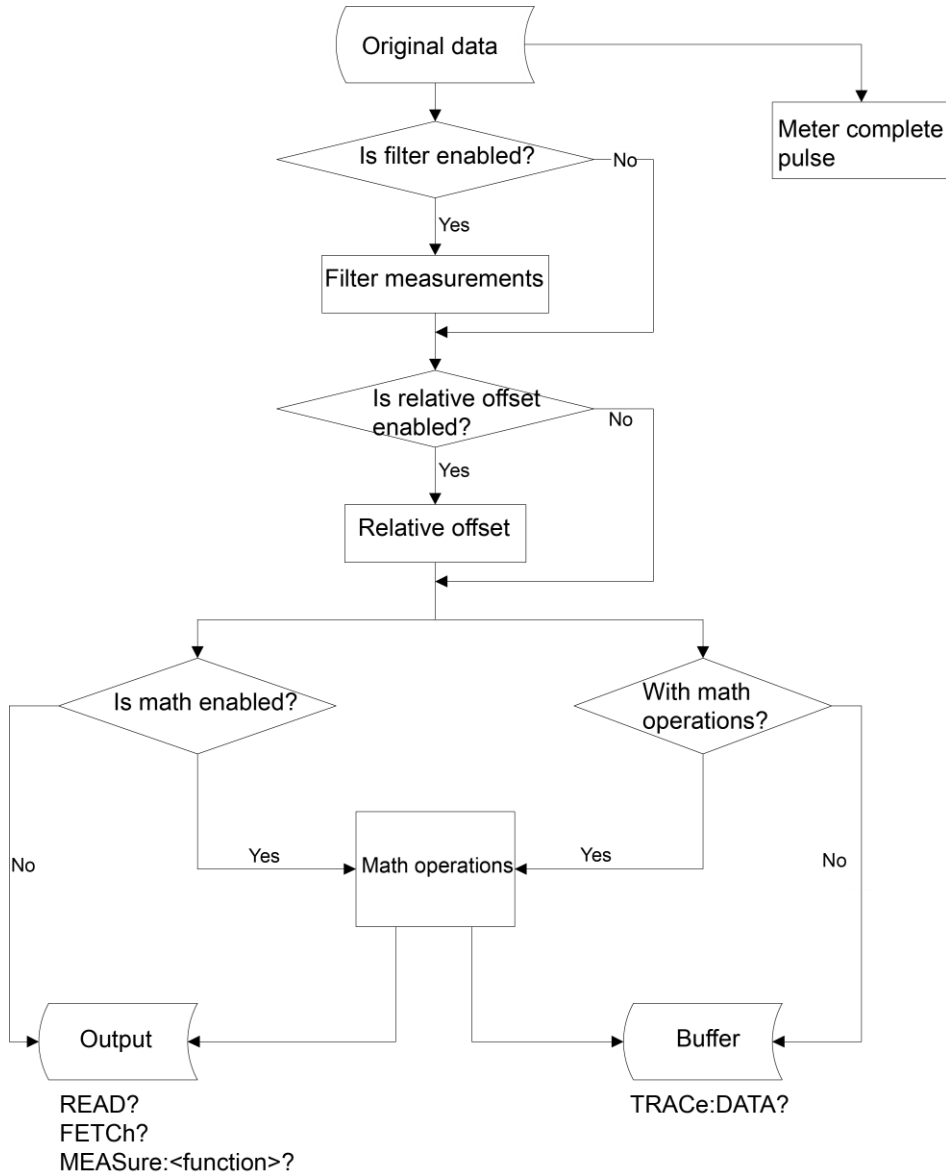 Original data
Meter complete
pulse
Is filter enabled?
No
Yes
Filter measurements
Is relative offset
enabled?
No
Yes
Relative offset
Is math enabled?
With math
operations?
No
Yes
Math operations
Yes
No
Output
Buffer
READ?
FETCh?
MEASure:<function>?
TRACe:DATA?